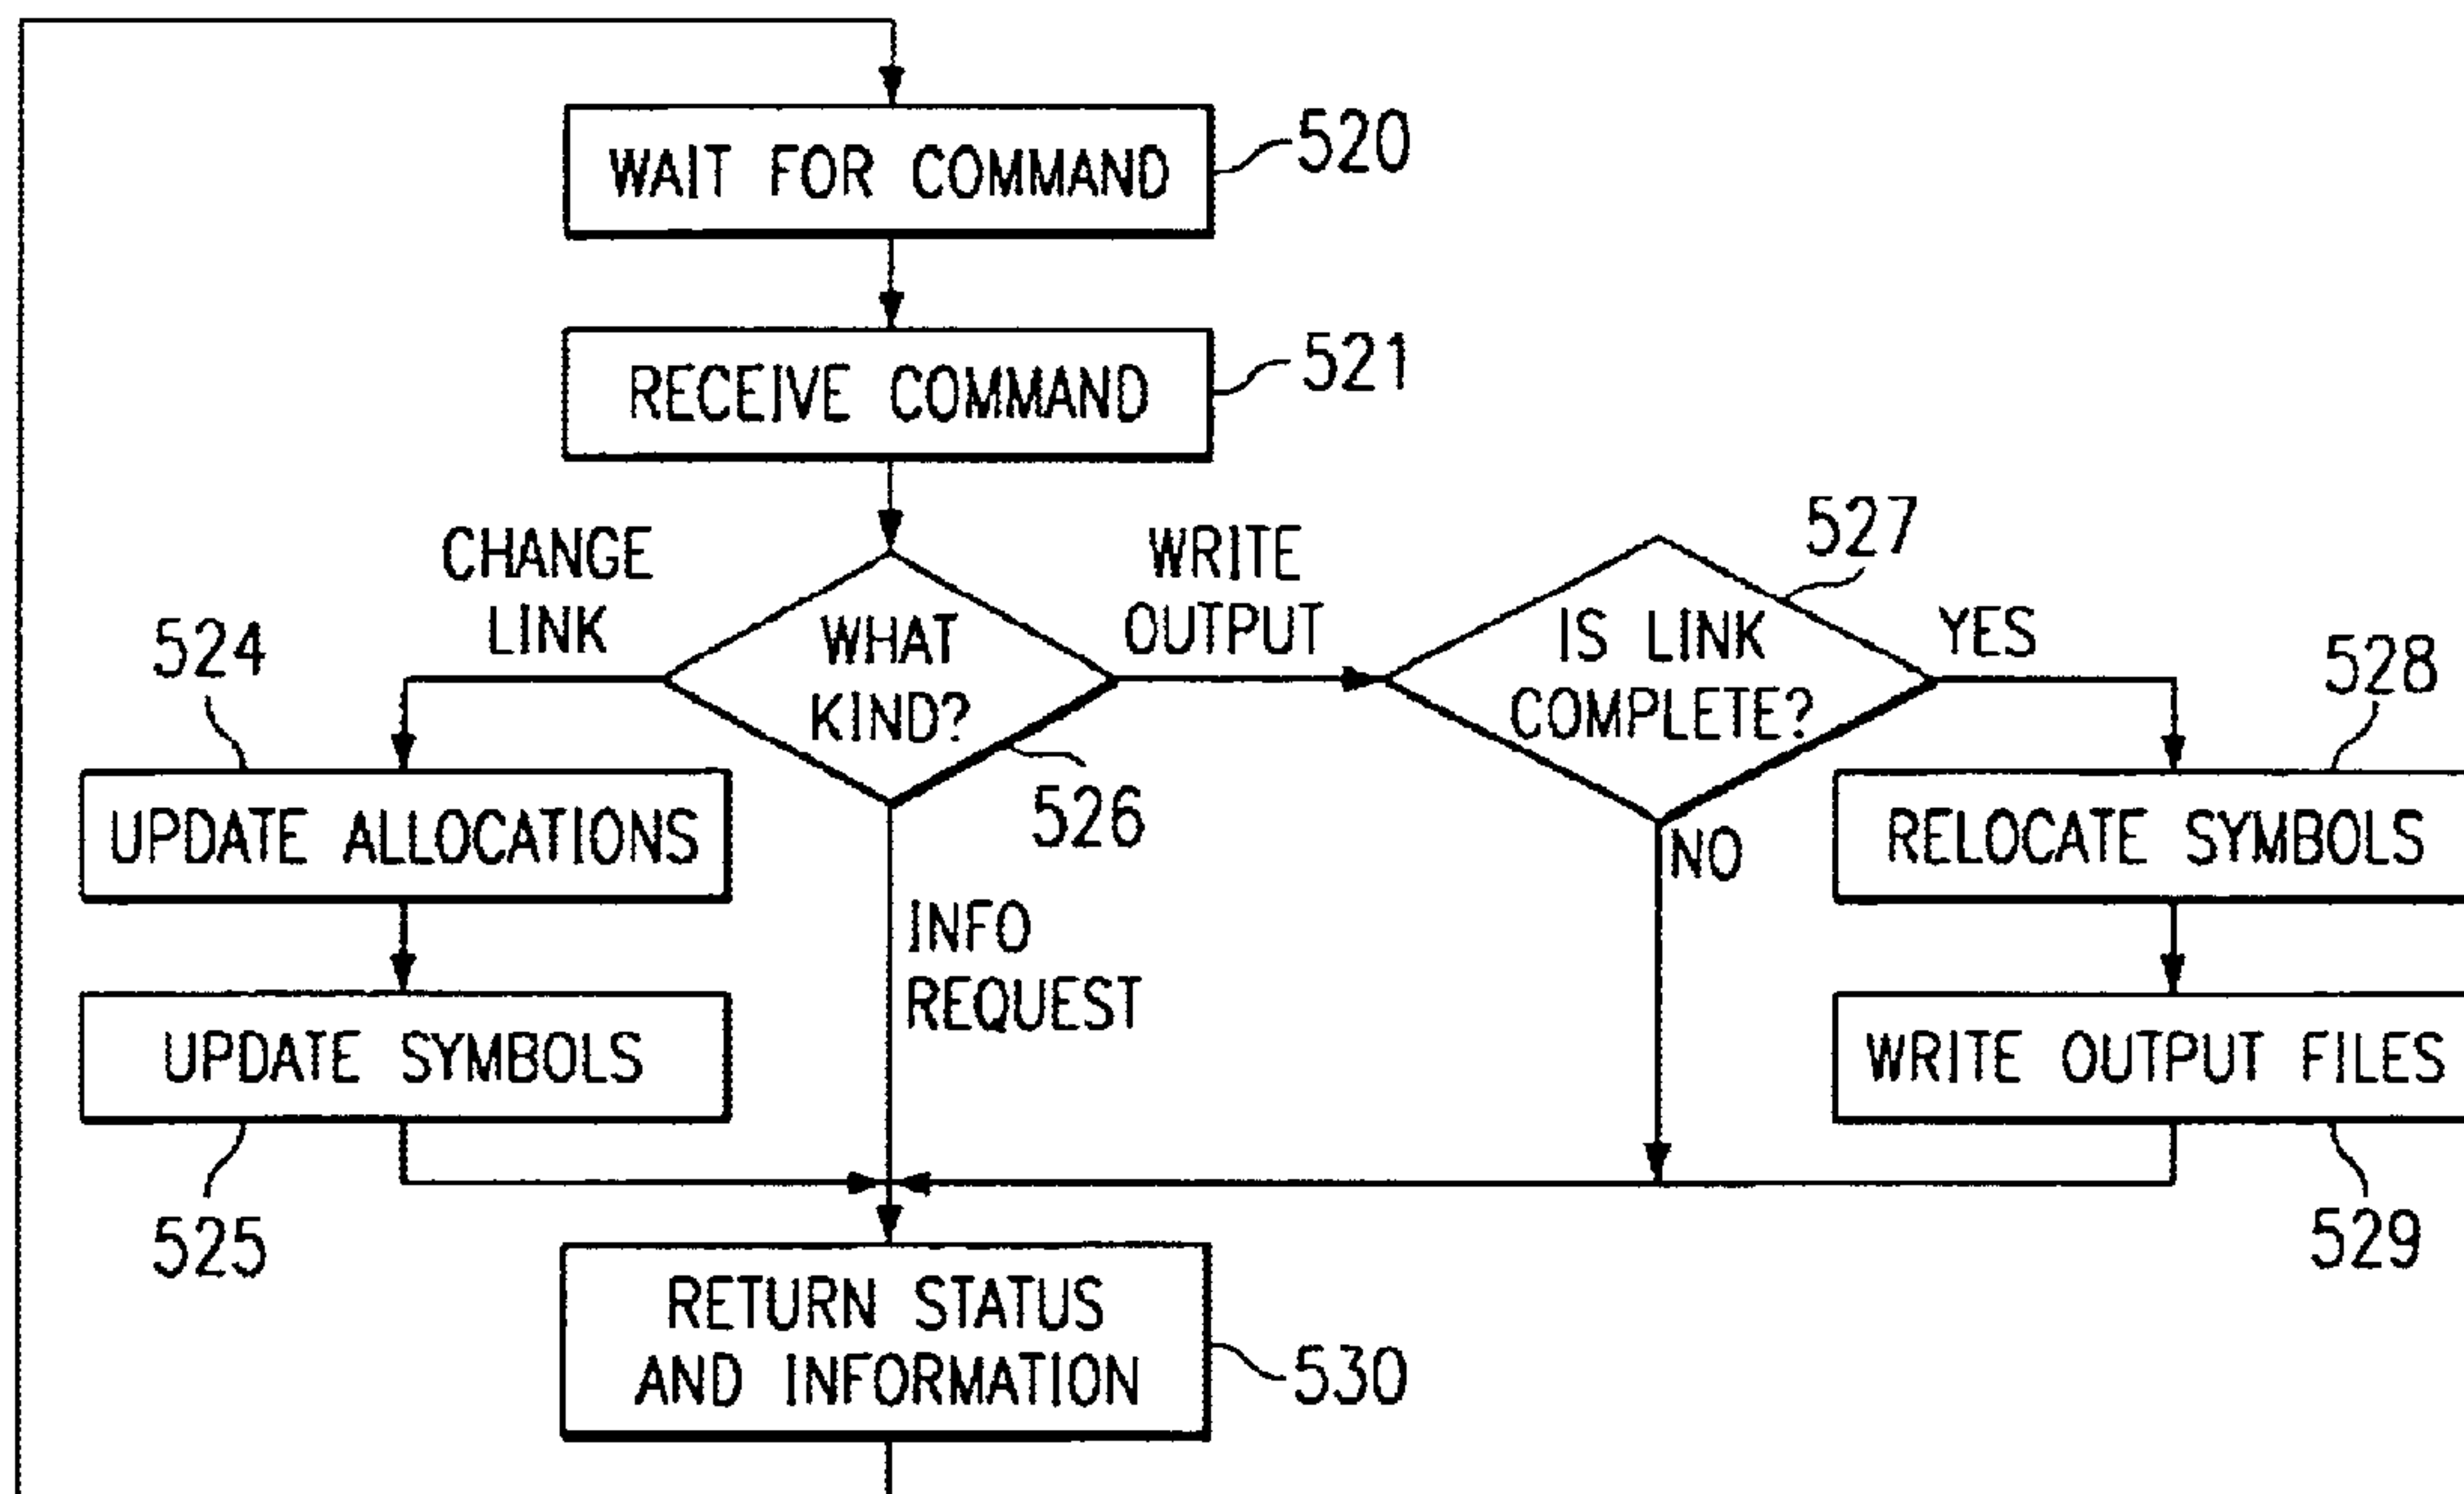 WAIT FOR COMMAND
520
RECEIVE COMMAND
521
CHANGE
LINK
WHAT
KIND?
526
WRITE
OUTPUT
IS LINK
COMPLETE?
527
YES
NO
524
UPDATE ALLOCATIONS
528
RELOCATE SYMBOLS
INFO
REQUEST
UPDATE SYMBOLS
525
WRITE OUTPUT FILES
529
RETURN STATUS
AND INFORMATION
530